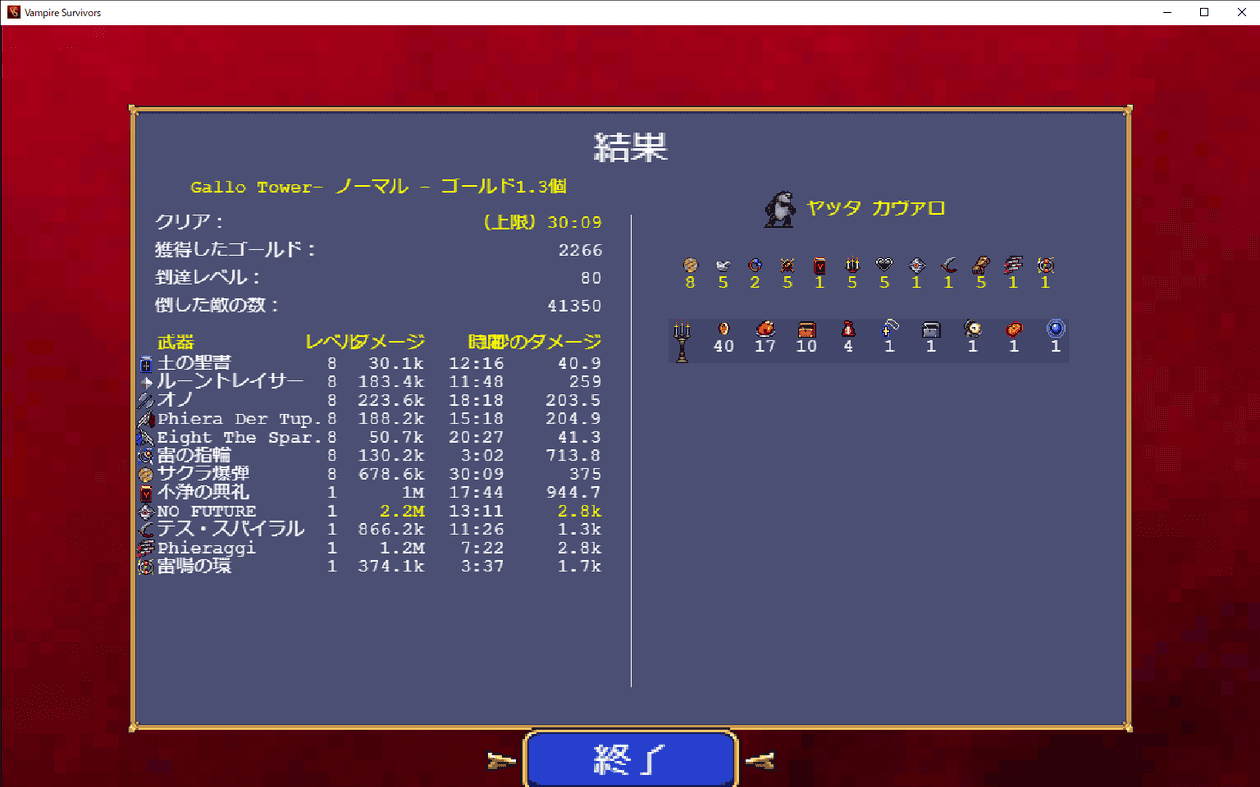 Vampire Survivors
結果
Gallo Tower- ノーマル - ゴールド1.3個
クリア: (上限) 30:09
獲得したゴールド: 2266
到達レベル: 80
倒した敵の数: 41350
武器 レベル ダメージ 時間 秒のダメージ
土の聖書 8 30.1k 12:16 40.9
ルーントレイサー 8 183.4k 11:48 259
オノ 8 223.6k 18:18 203.5
Phiera Der Tup. 8 188.2k 15:18 204.9
Eight The Spar. 8 50.7k 20:27 41.3
雷の指輪 8 130.2k 3:02 713.8
サクラ爆弾 8 678.6k 30:09 375
不浄の典礼 1 1M 17:44 944.7
NO FUTURE 1 2.2M 13:11 2.8k
デス・スパイラル 1 866.2k 11:26 1.3k
Phieraggi 1 1.2M 7:22 2.8k
雷鳴の環 1 374.1k 3:37 1.7k
ヤッタ カヴァロ
8 5 2 5 1 5 5 1 1 5 1 1
40 17 10 4 1 1 1 1 1
終了